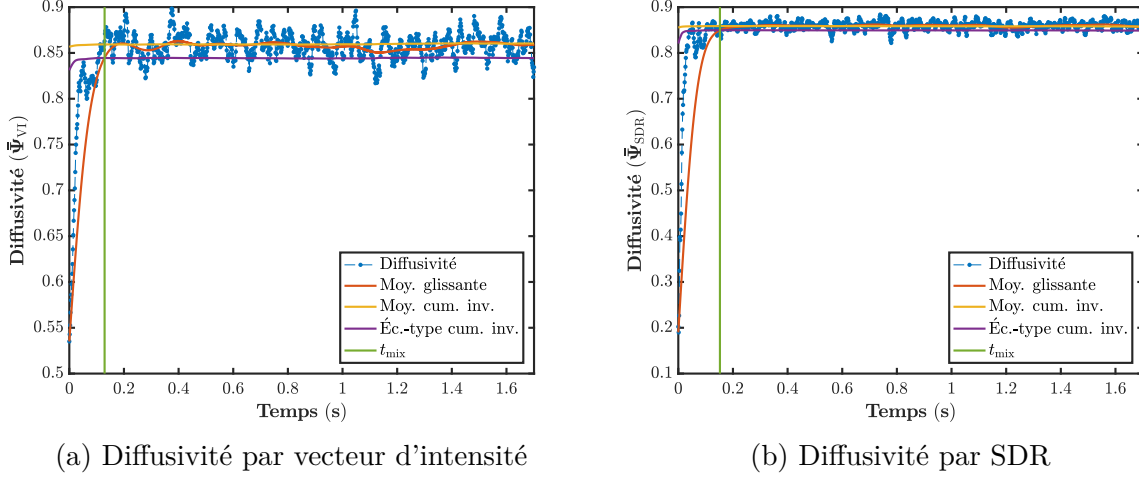 0.9
0.85
0.8
0.75
0.7
0.65
0.6
0.55
0.5
Diffusivité (Ψ̄_VI)
0 0.2 0.4 0.6 0.8 1 1.2 1.4 1.6
Temps (s)
Diffusivité
Moy. glissante
Moy. cum. inv.
Éc.-type cum. inv.
t_mix
(a) Diffusivité par vecteur d'intensité
0.9
0.8
0.7
0.6
0.5
0.4
0.3
0.2
0.1
Diffusivité (Ψ̄_SDR)
0 0.2 0.4 0.6 0.8 1 1.2 1.4 1.6
Temps (s)
Diffusivité
Moy. glissante
Moy. cum. inv.
Éc.-type cum. inv.
t_mix
(b) Diffusivité par SDR